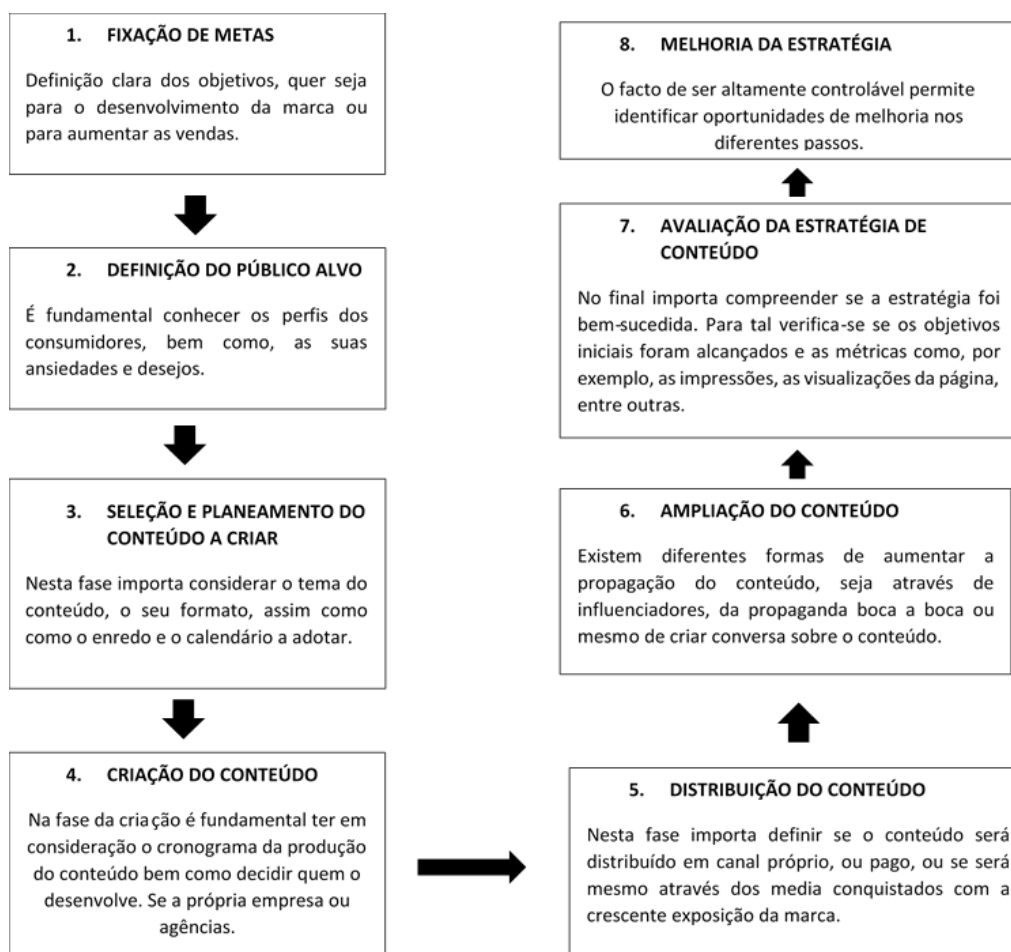 1. FIXAÇÃO DE METAS
Definição clara dos objetivos, quer seja
para o desenvolvimento da marca ou
para aumentar as vendas.
2. DEFINIÇÃO DO PÚBLICO ALVO
É fundamental conhecer os perfis dos
consumidores, bem como, as suas
ansiedades e desejos.
3. SELEÇÃO E PLANEAMENTO DO
CONTEÚDO A CRIAR
Nesta fase importa considerar o tema do
conteúdo, o seu formato, assim como
como o enredo e o calendário a adotar.
4. CRIAÇÃO DO CONTEÚDO
Na fase da criação é fundamental ter em
consideração o cronograma da produção
do conteúdo bem como decidir quem o
desenvolve. Se a própria empresa ou
agências.
5. DISTRIBUIÇÃO DO CONTEÚDO
Nesta fase importa definir se o conteúdo será
distribuído em canal próprio, ou pago, ou se será
mesmo através dos media conquistados com a
crescente exposição da marca.
6. AMPLIAÇÃO DO CONTEÚDO
Existem diferentes formas de aumentar a
propagação do conteúdo, seja através de
influenciadores, da propaganda boca a boca ou
mesmo de criar conversa sobre o conteúdo.
7. AVALIAÇÃO DA ESTRATÉGIA DE
CONTEÚDO
No final importa compreender se a estratégia foi
bem-sucedida. Para tal verifica-se se os objetivos
iniciais foram alcançados e as métricas como, por
exemplo, as impressões, as visualizações da página,
entre outras.
8. MELHORIA DA ESTRATÉGIA
O facto de ser altamente controlável permite
identificar oportunidades de melhoria nos
diferentes passos.